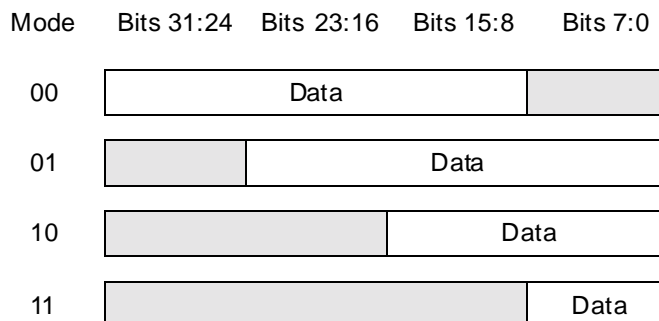 Mode Bits 31:24 Bits 23:16 Bits 15:8 Bits 7:0
00 Data
01 Data
10 Data
11 Data